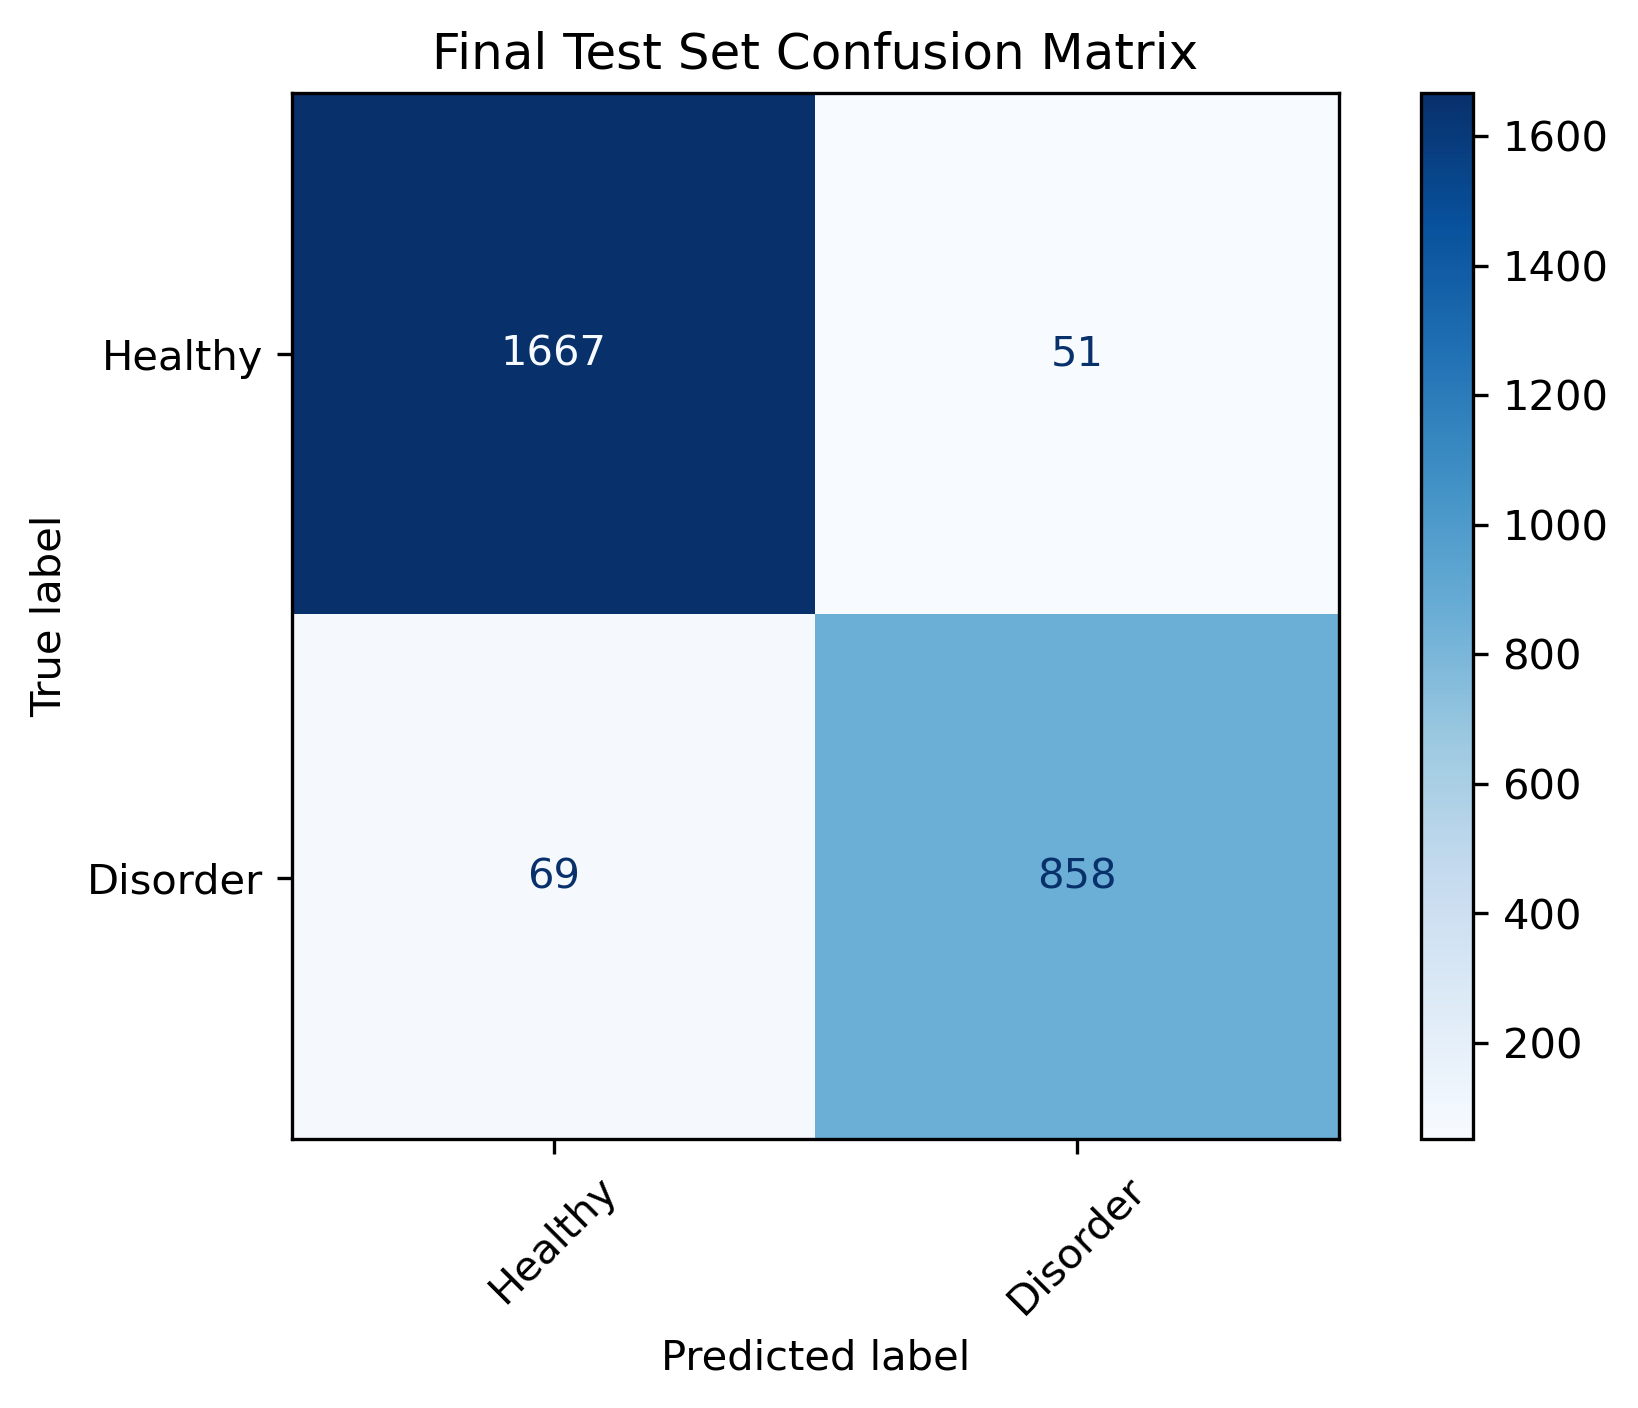 Final Test Set Confusion Matrix
True label
Healthy
Disorder
1667
51
69
858
Healthy
Disorder
Predicted label
1600
1400
1200
1000
800
600
400
200